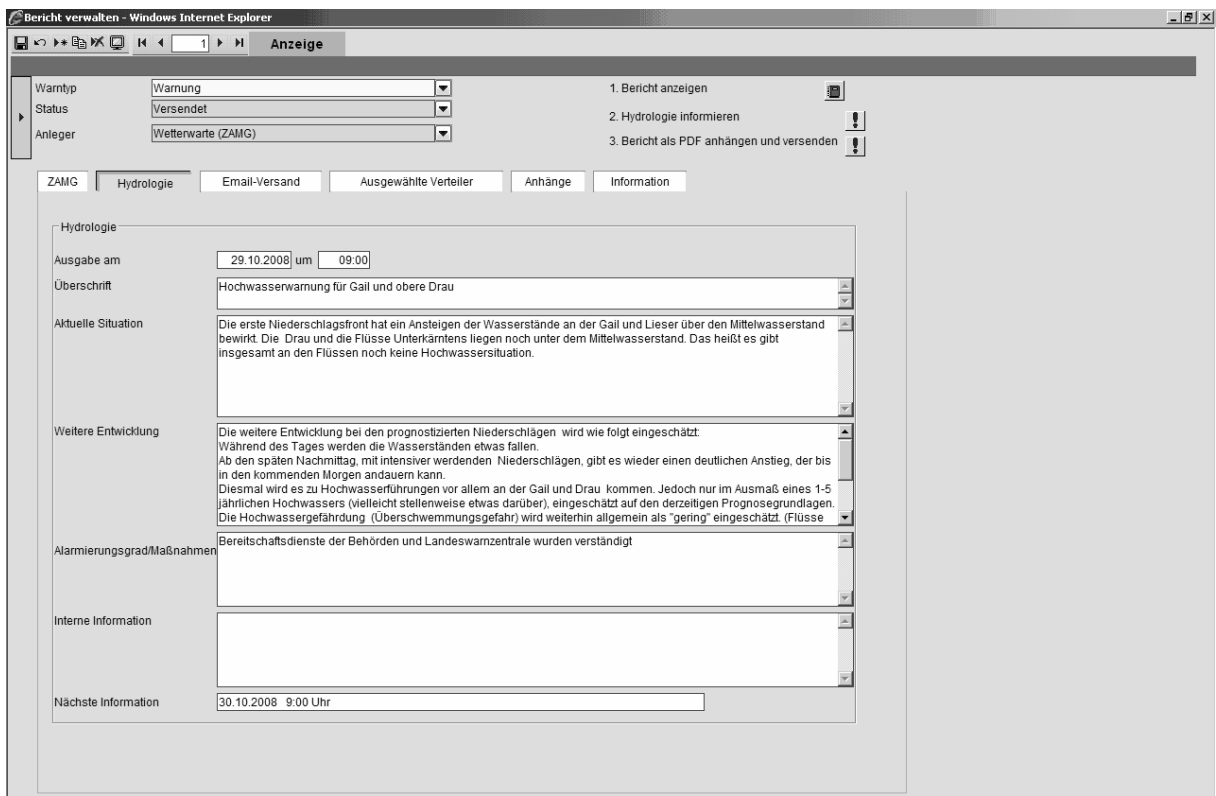 Bericht verwalten - Windows Internet Explorer
1
Anzeige
Warntyp
Warnung
1. Bericht anzeigen
Status
Versendet
2. Hydrologie informieren
Anleger
Wetterwarte (ZAMG)
3. Bericht als PDF anhängen und versenden
ZAMG
Hydrologie
Email-Versand
Ausgewählte Verteiler
Anhänge
Information
Hydrologie
Ausgabe am
29.10.2008 um 09:00
Überschrift
Hochwasserwarnung für Gail und obere Drau
Aktuelle Situation
Die erste Niederschlagsfront hat ein Ansteigen der Wasserstände an der Gail und Lieser über den Mittelwasserstand
bewirkt. Die Drau und die Flüsse Unterkärntens liegen noch unter dem Mittelwasserstand. Das heißt es gibt
insgesamt an den Flüssen noch keine Hochwassersituation.
Weitere Entwicklung
Die weitere Entwicklung bei den prognostizierten Niederschlägen wird wie folgt eingeschätzt:
Während des Tages werden die Wasserständen etwas fallen.
Ab den späten Nachmittag, mit intensiver werdenden Niederschlägen, gibt es wieder einen deutlichen Anstieg, der bis
in den kommenden Morgen andauern kann.
Diesmal wird es zu Hochwasserführungen vor allem an der Gail und Drau kommen. Jedoch nur im Ausmaß eines 1-5
jährlichen Hochwassers (vielleicht stellenweise etwas darüber), eingeschätzt auf den derzeitigen Prognosegrundlagen.
Die Hochwassergefährdung (Überschwemmungsgefahr) wird weiterhin allgemein als "gering" eingeschätzt. (Flüsse
Alarmierungsgrad/Maßnahmen
Bereitschaftsdienste der Behörden und Landeswarnzentrale wurden verständigt
Interne Information
Nächste Information
30.10.2008 9:00 Uhr